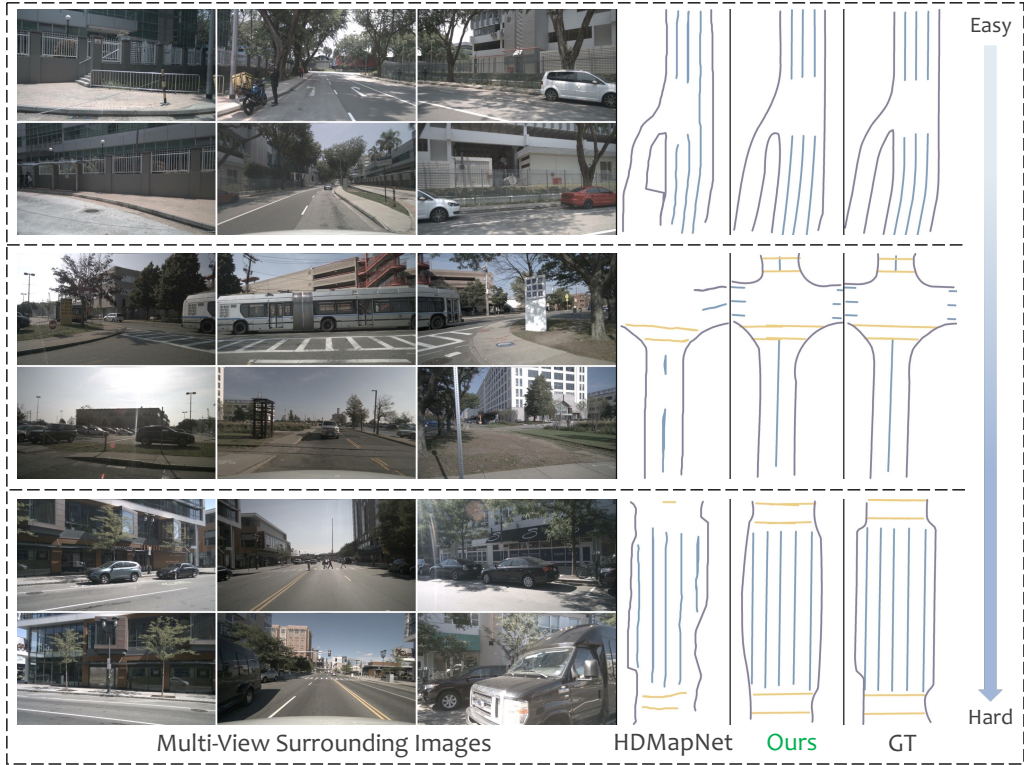 Easy
Hard
Multi-View Surrounding Images
HDMapNet
Ours
GT